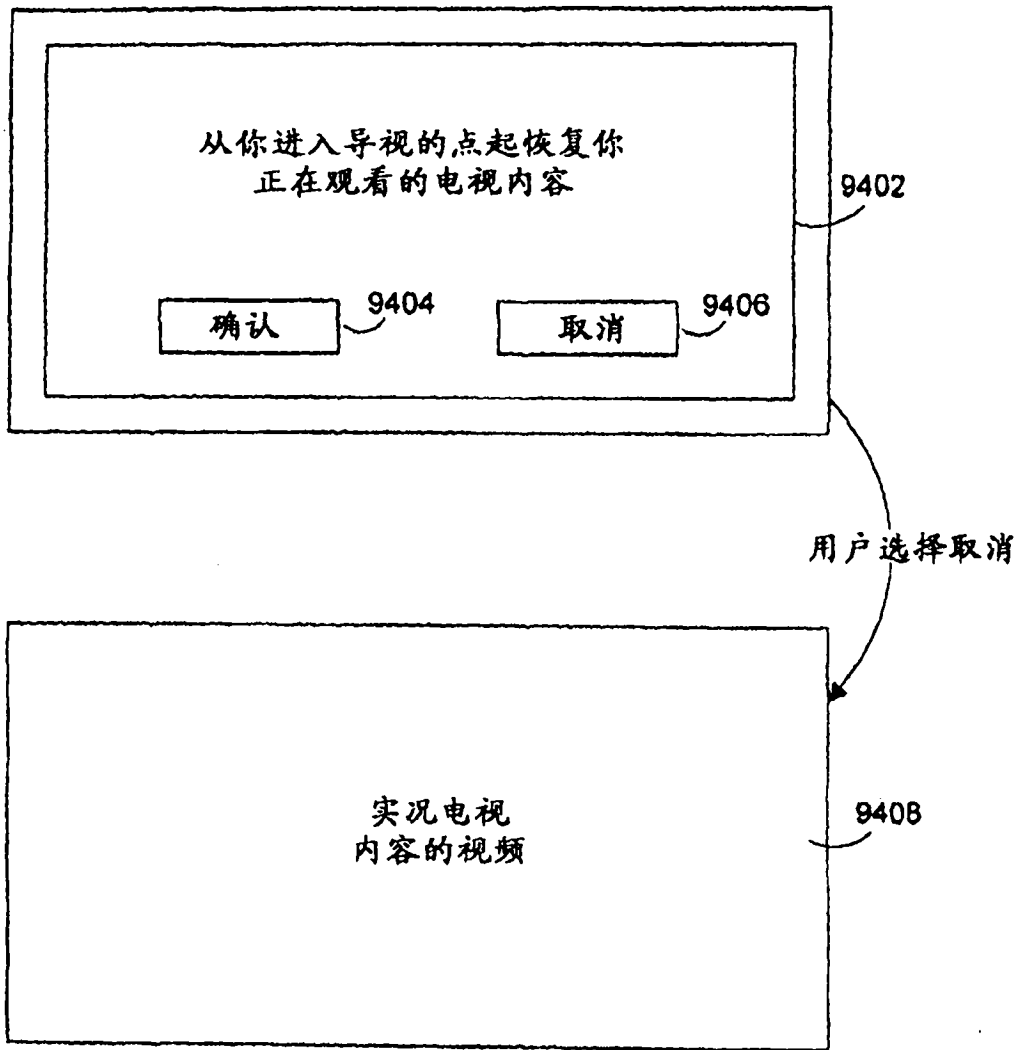 从你进入导视的点起恢复你
正在观看的电视内容
9402
确认
9404
取消
9406
用户选择取消
实况电视
内容的视频
9408